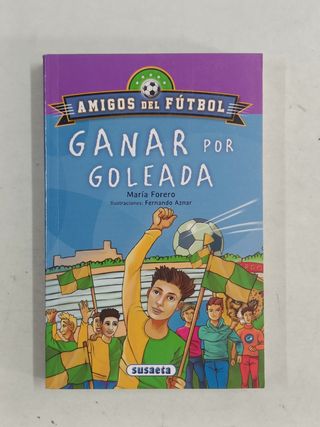 AMIGOS DEL FÚTBOL
GANAR POR
GOLEADA
María Forero
Ilustraciones: Fernando Aznar
susaeta